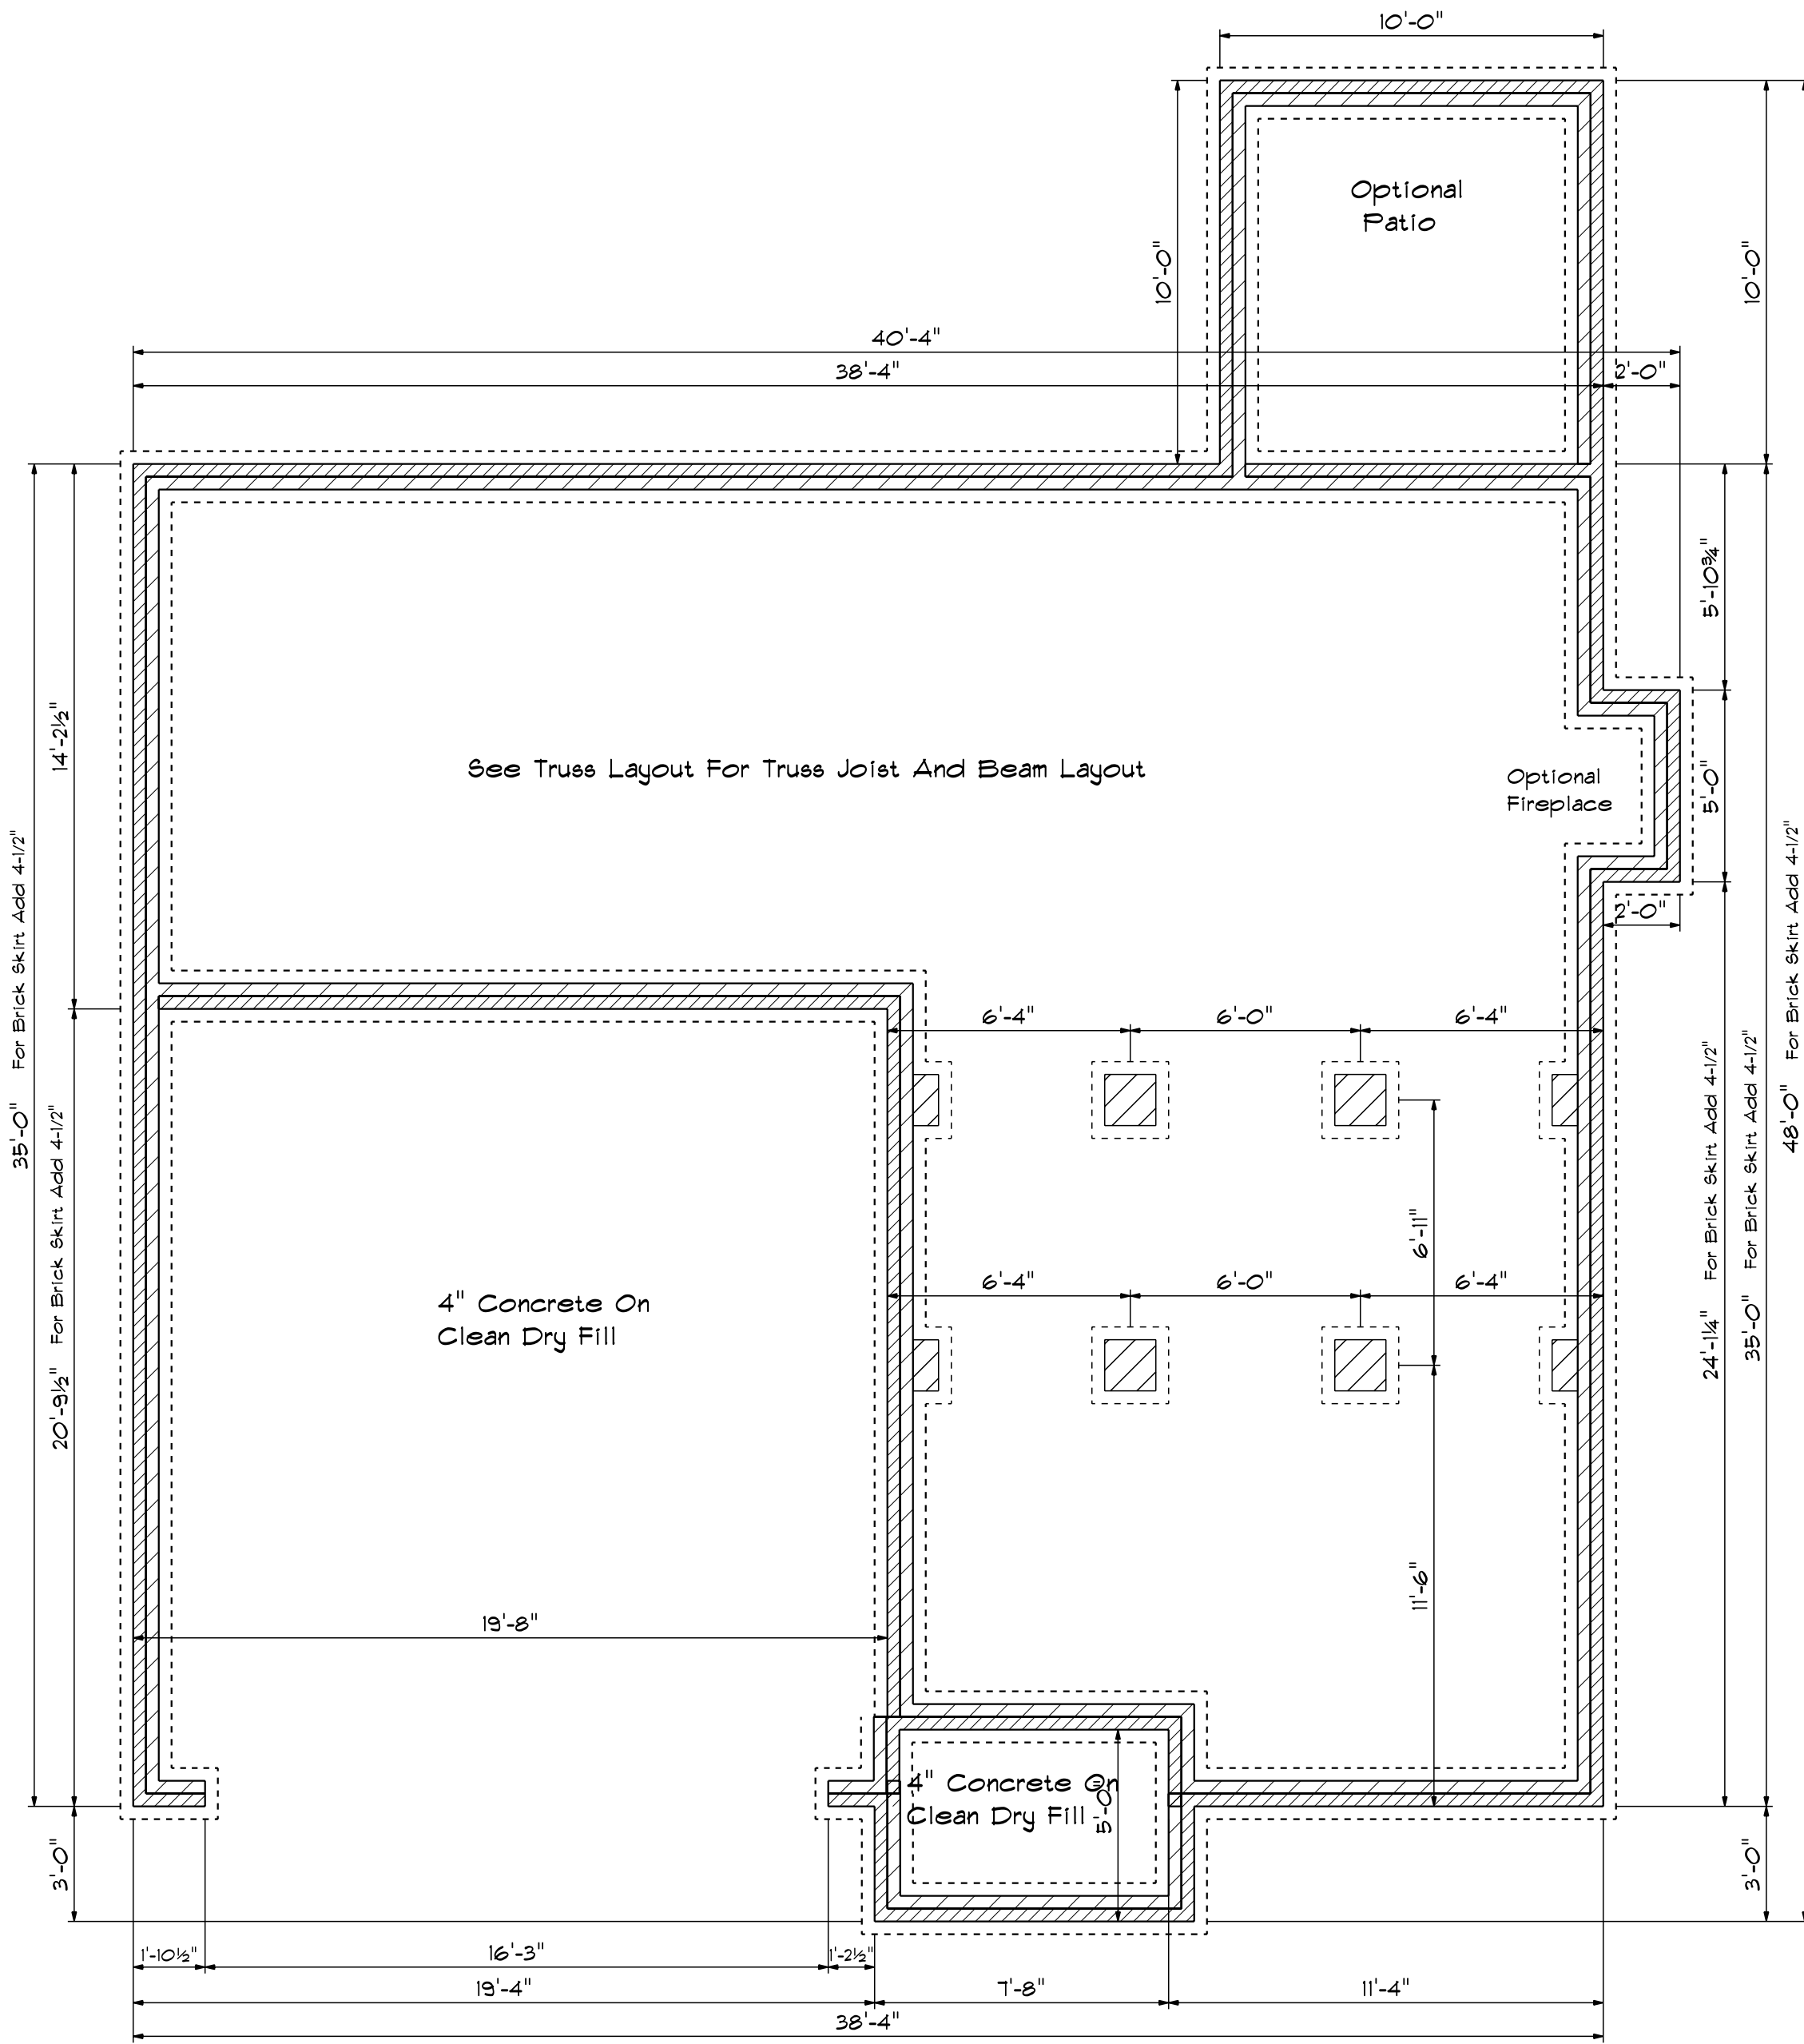 10'-0"
Optional
Patio
10'-0"
10'-0"
40'-4"
38'-4"
2'-0"
5'-10¾"
14'-2½"
See Truss Layout For Truss Joist And Beam Layout
Optional
Fireplace
5'-0"
2'-0"
35'-0" For Brick Skirt Add 4-1/2"
20'-9½" For Brick Skirt Add 4-1/2"
6'-4"
6'-0"
6'-4"
24'-1¼" For Brick Skirt Add 4-1/2"
35'-0" For Brick Skirt Add 4-1/2"
48'-0" For Brick Skirt Add 4-1/2"
6'-11"
6'-4"
6'-0"
6'-4"
4" Concrete On
Clean Dry Fill
11'-6"
19'-8"
4" Concrete On
Clean Dry Fill
5'-0"
3'-0"
3'-0"
1'-10½"
16'-3"
1'-2½"
19'-4"
7'-8"
11'-4"
38'-4"